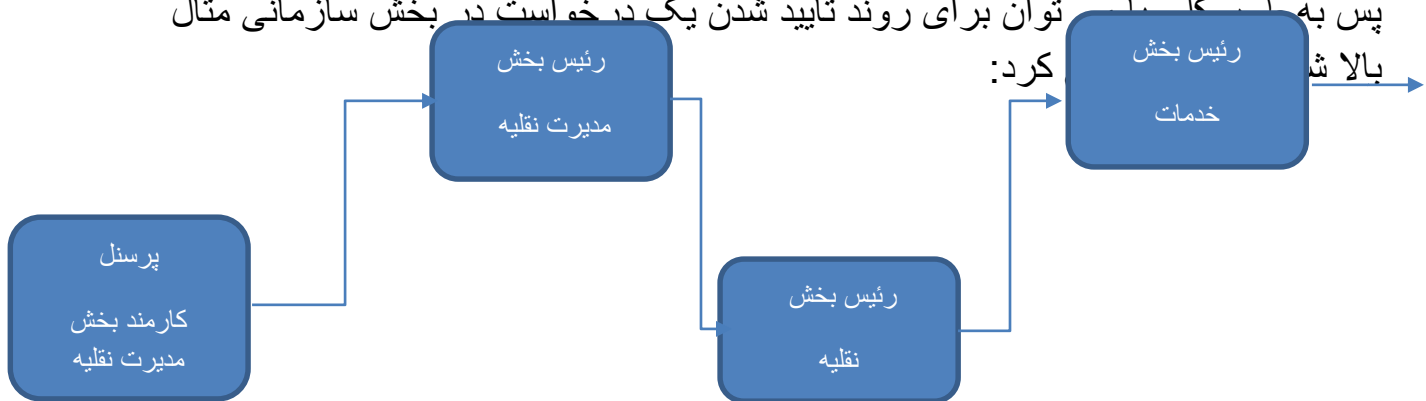 پس به توان برای روند تایید شدن یک درخواست در بخش سازمانی مثال
بالا کرد:
رئیس بخش
خدمات
رئیس بخش
مدیرت نقلیه
پرسنل
کارمند بخش
مدیرت نقلیه
رئیس بخش
نقلیه